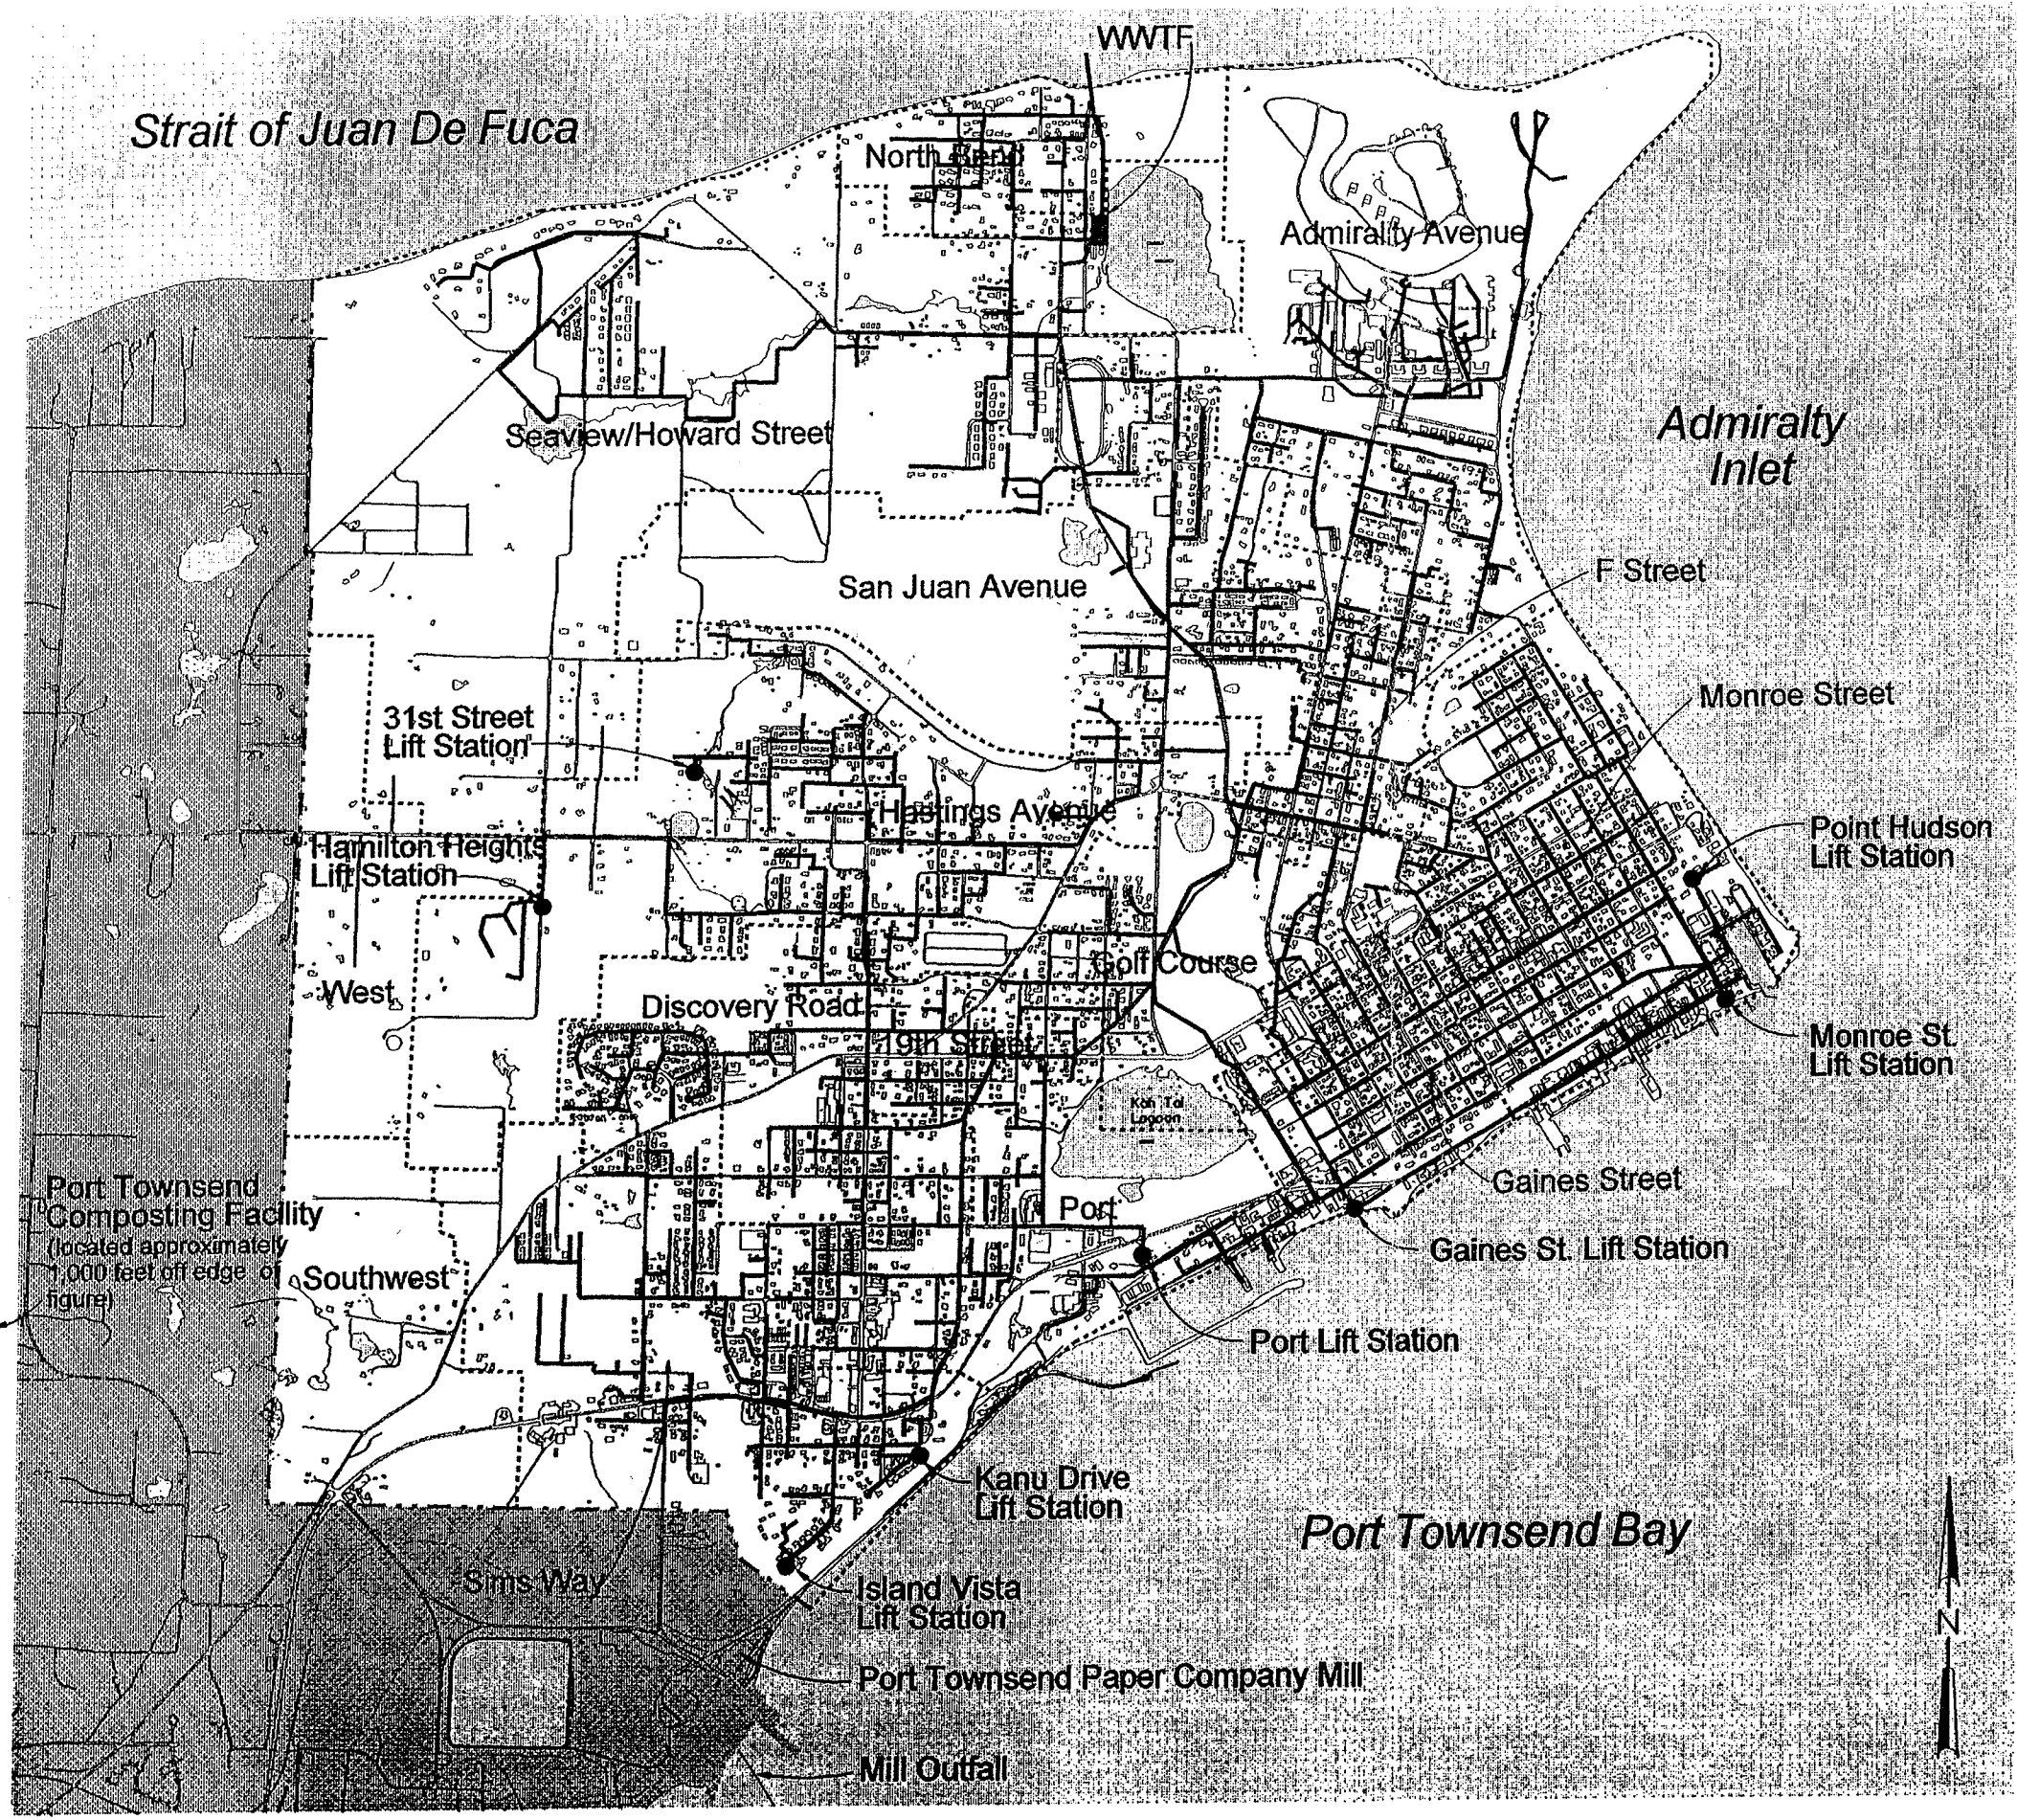 WWTF
Strait of Juan De Fuca
North Bend
Admirality Avenue
Admiralty
Inlet
Seaview/Howard Street
F Street
San Juan Avenue
Monroe Street
31st Street
Lift Station
Hastings Avenue
Point Hudson
Lift Station
Hamilton Heights
Lift Station
Golf Course
West
Discovery Road
19th Street
Monroe St.
Lift Station
Kah Tai
Lagoon
Gaines Street
Port Townsend
Composting Facility
(located approximately
1,000 feet off edge of
figure)
Port
Gaines St. Lift Station
Southwest
Port Lift Station
Kanu Drive
Lift Station
Port Townsend Bay
Sims Way
Island Vista
Lift Station
N
Port Townsend Paper Company Mill
Mill Outfall